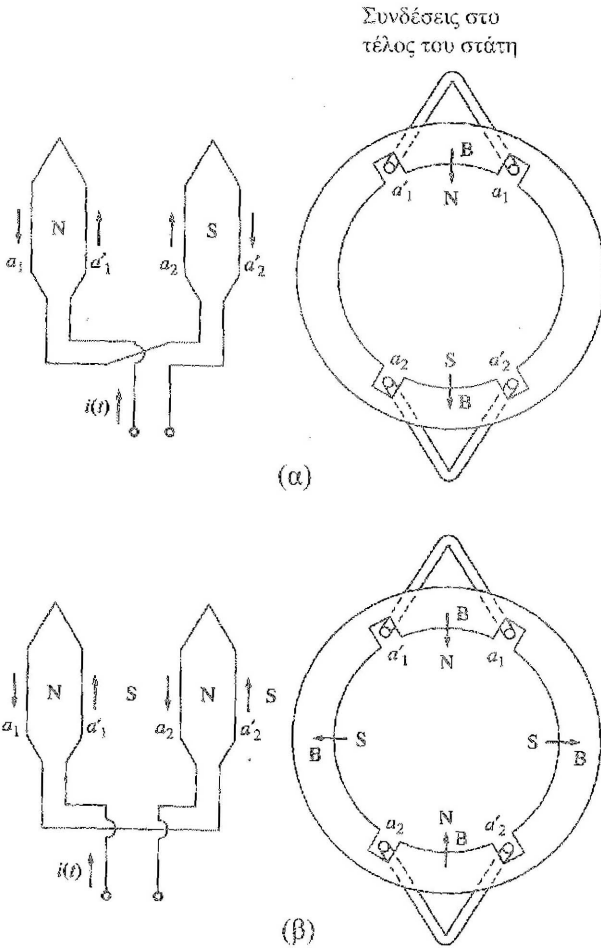 Συνδέσεις στο
τέλος του στάτη
B
a'₁ N a₁
N S
a₁ a'₁ a₂ a'₂
a₂ S a'₂
B
i(t)
(α)
B
a'₁ N a₁
N S N S
a₁ a'₁ a₂ a'₂
B S S B
N
a₂ B a'₂
i(t)
(β)